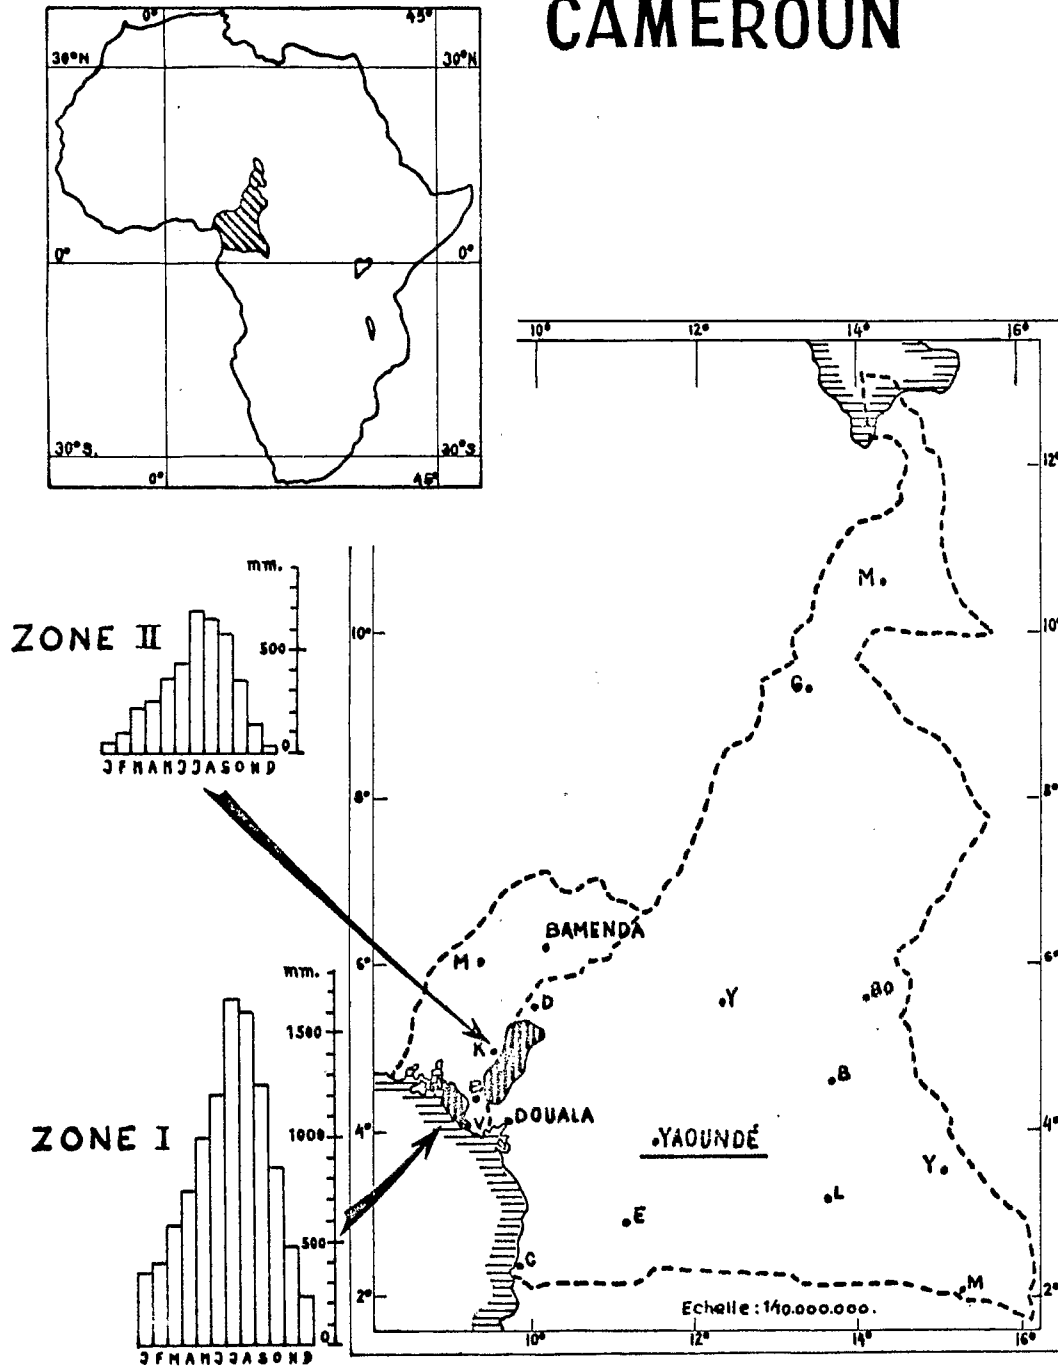 CAMEROUN
0° 45°
30°N 30°N
0° 0°
30°S. 30°S
0° 45°
10° 12° 14° 16°
12°
M
mm.
ZONE II
500
0
J F M A M J J A S O N D
10° 10°
G
8° 8°
BAMENDA
M
6° 6°
D
Y
BO
K
mm.
1500
1000
500
0
ZONE I
J F M A M J J A S O N D
B
V
DOUALA
4° 4°
YAOUNDÉ
Y
L
E
C
M
2° 2°
Echelle: 1/10.000.000.
10° 12° 14° 16°